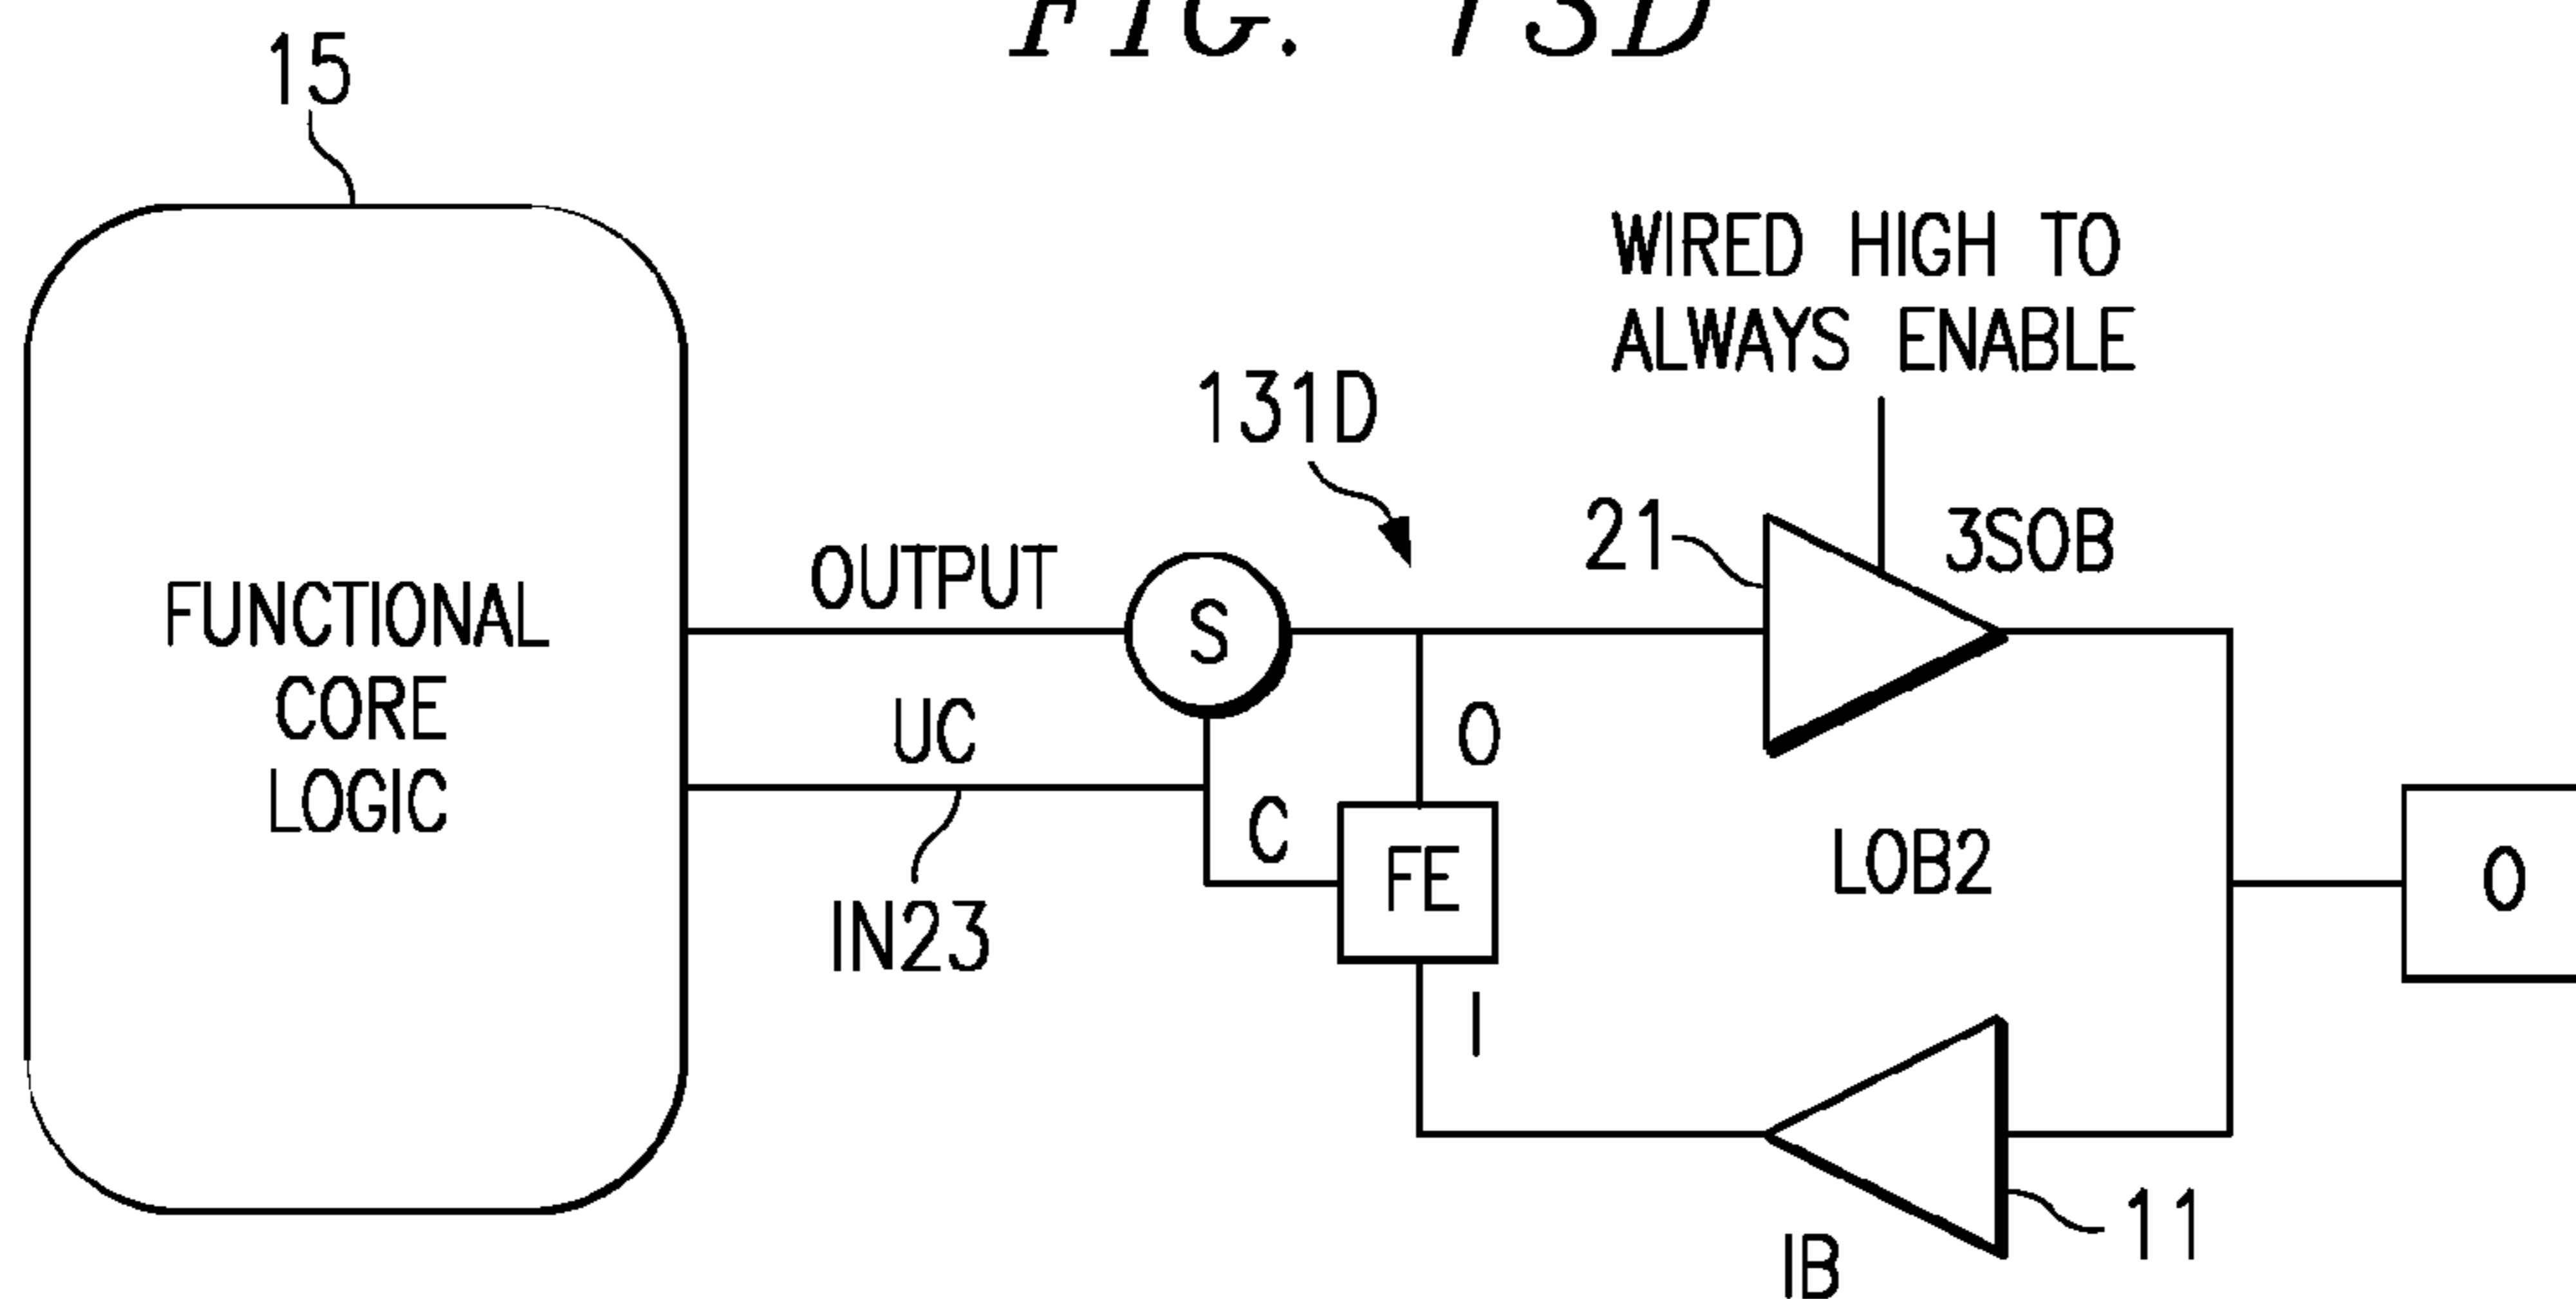 FIG. 13D
15
WIRED HIGH TO
ALWAYS ENABLE
131D
21
3SOB
OUTPUT
S
FUNCTIONAL
CORE
LOGIC
UC
O
C
FE
LOB2
O
IN23
I
11
IB